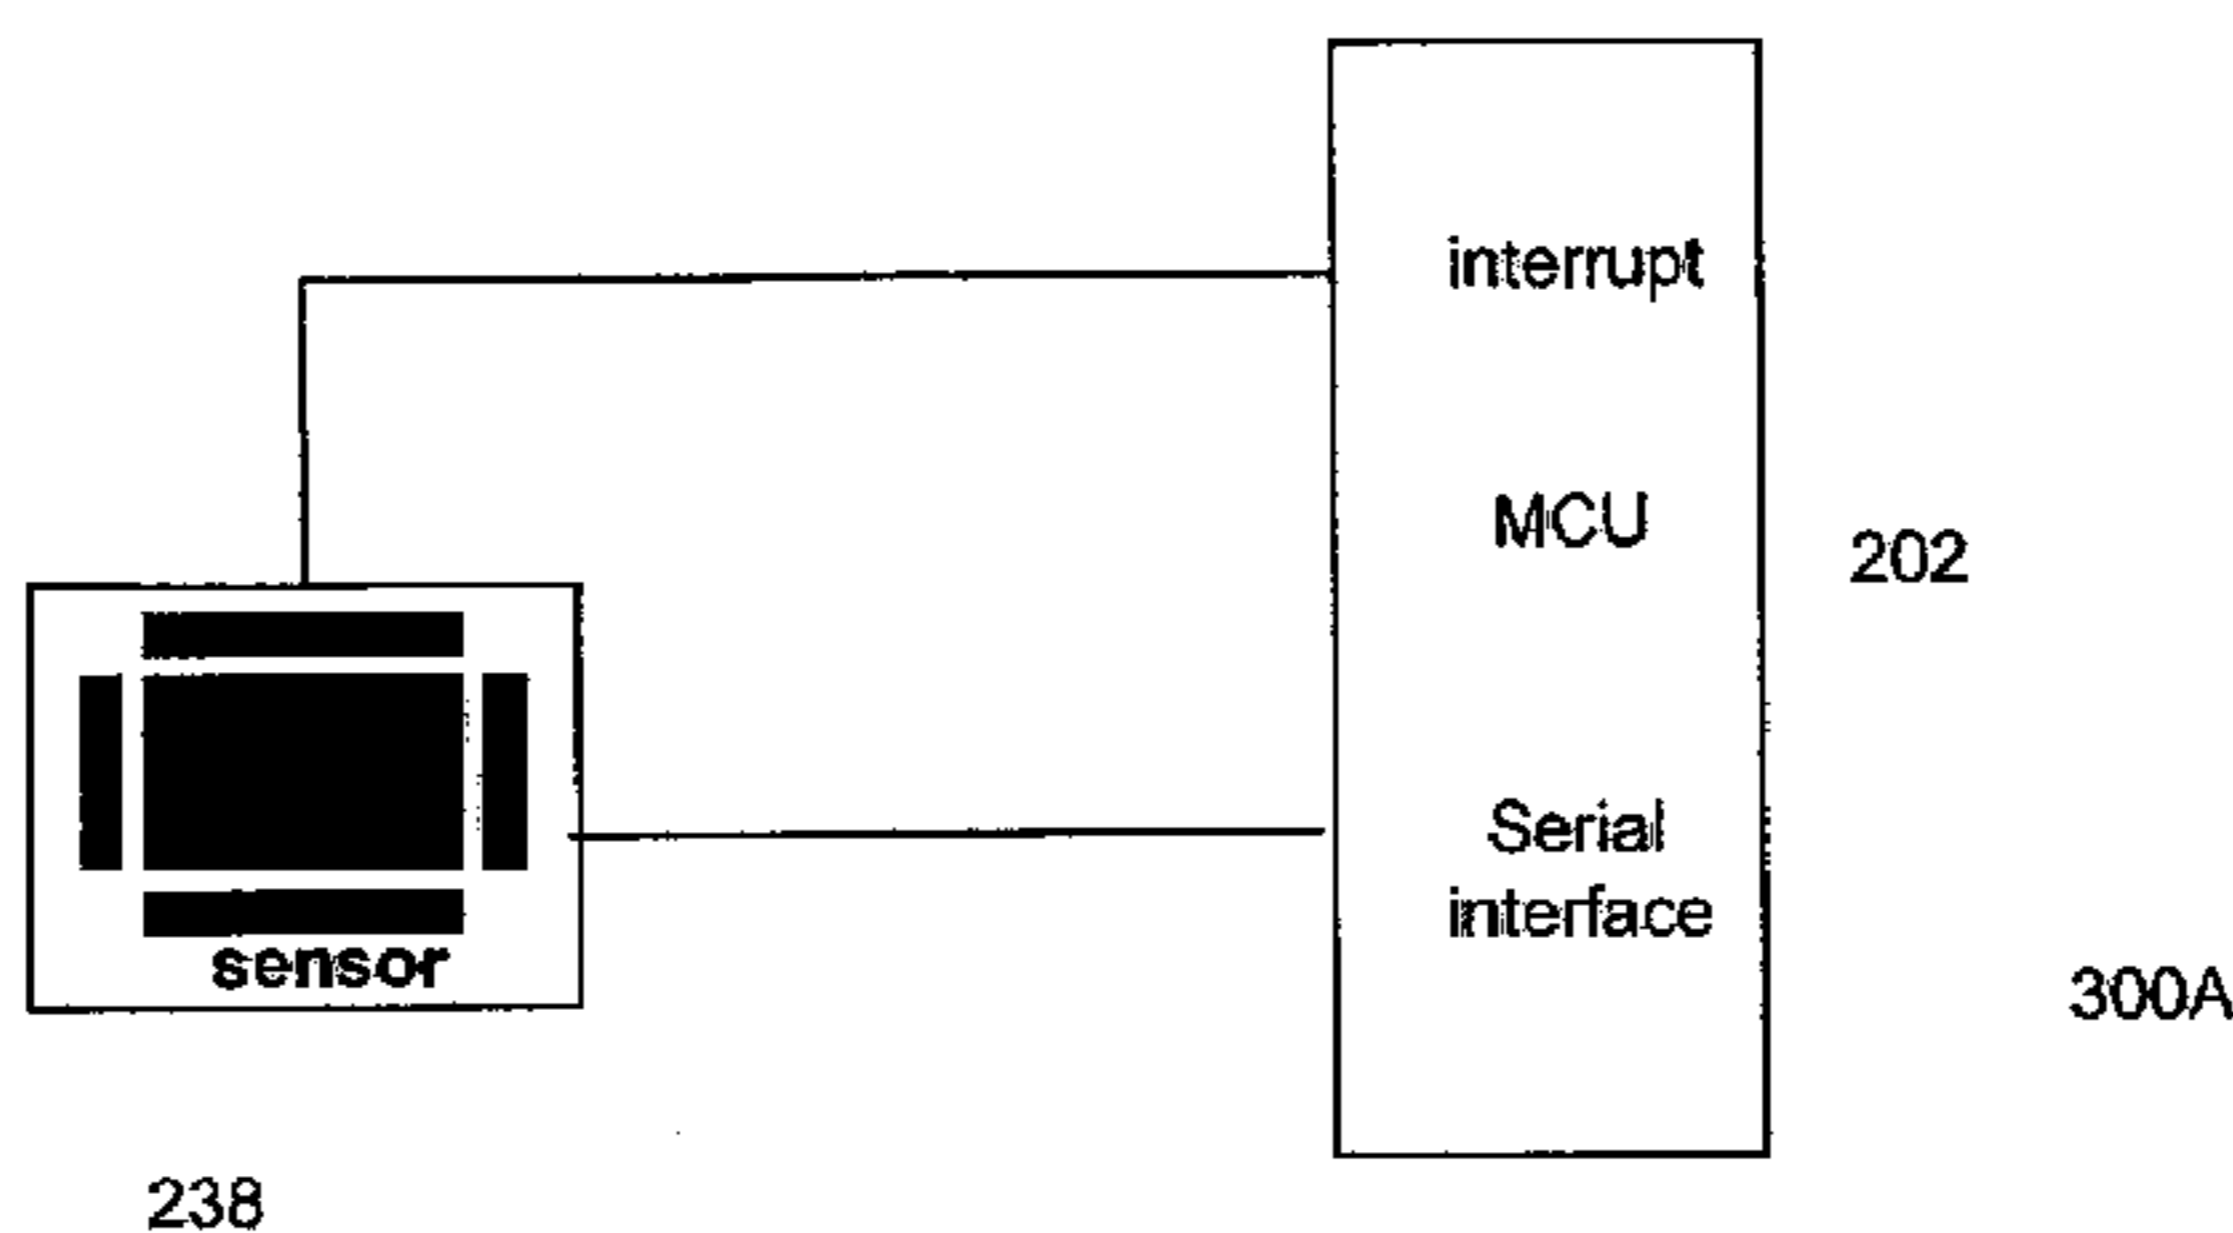 interrupt
MCU
202
Serial
interface
sensor
300A
238